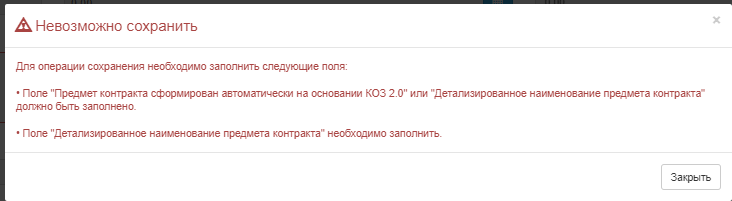 Невозможно сохранить
×
Для операции сохранения необходимо заполнить следующие поля:
• Поле "Предмет контракта сформирован автоматически на основании КОЗ 2.0" или "Детализированное наименование предмета контракта"
должно быть заполнено.
• Поле "Детализированное наименование предмета контракта" необходимо заполнить.
Закрыть